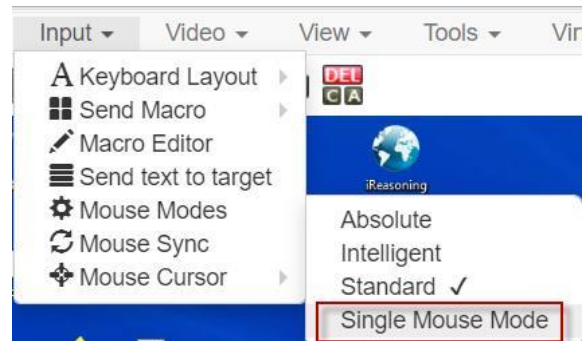 Input Video View Tools Vir
A Keyboard Layout
Send Macro
Macro Editor
Send text to target
Mouse Modes
Mouse Sync
Mouse Cursor
DEL
C A
iReasoning
Absolute
Intelligent
Standard ✓
Single Mouse Mode